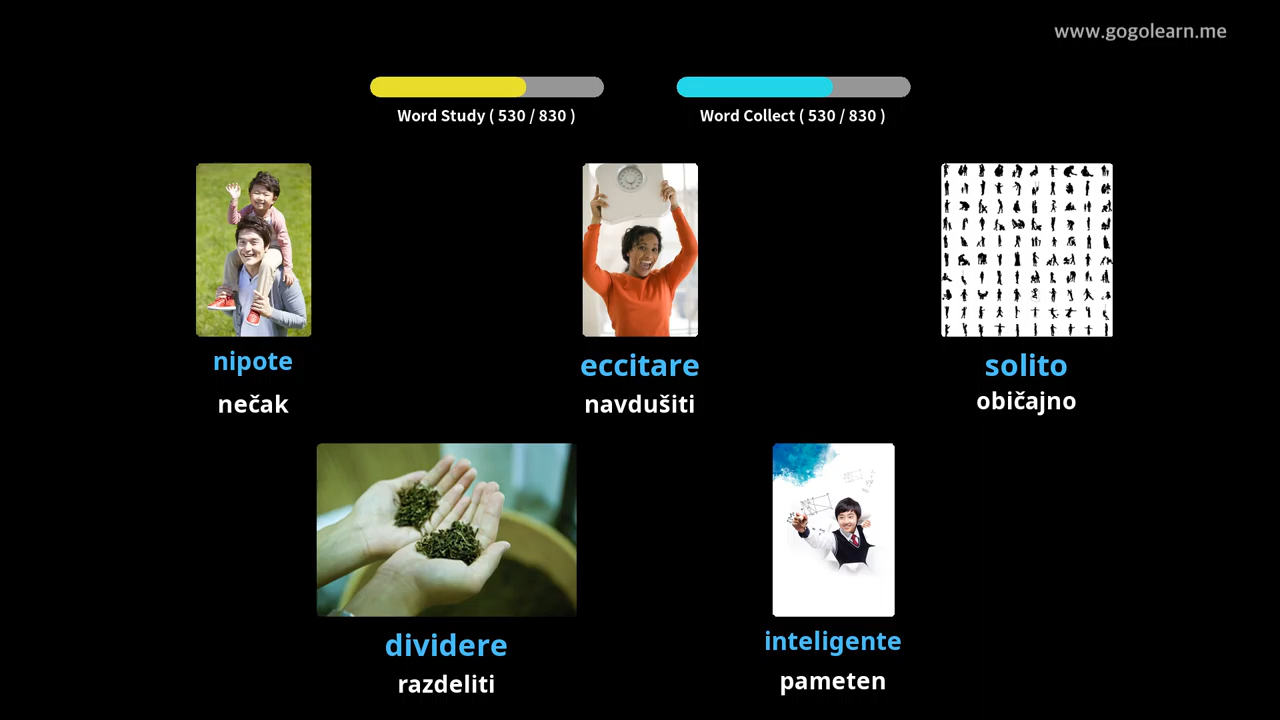 www.gogolearn.me
Word Study ( 530 / 830 )
Word Collect ( 530 / 830 )
nipote
nečak
eccitare
navdušiti
solito
običajno
dividere
razdeliti
inteligente
pameten